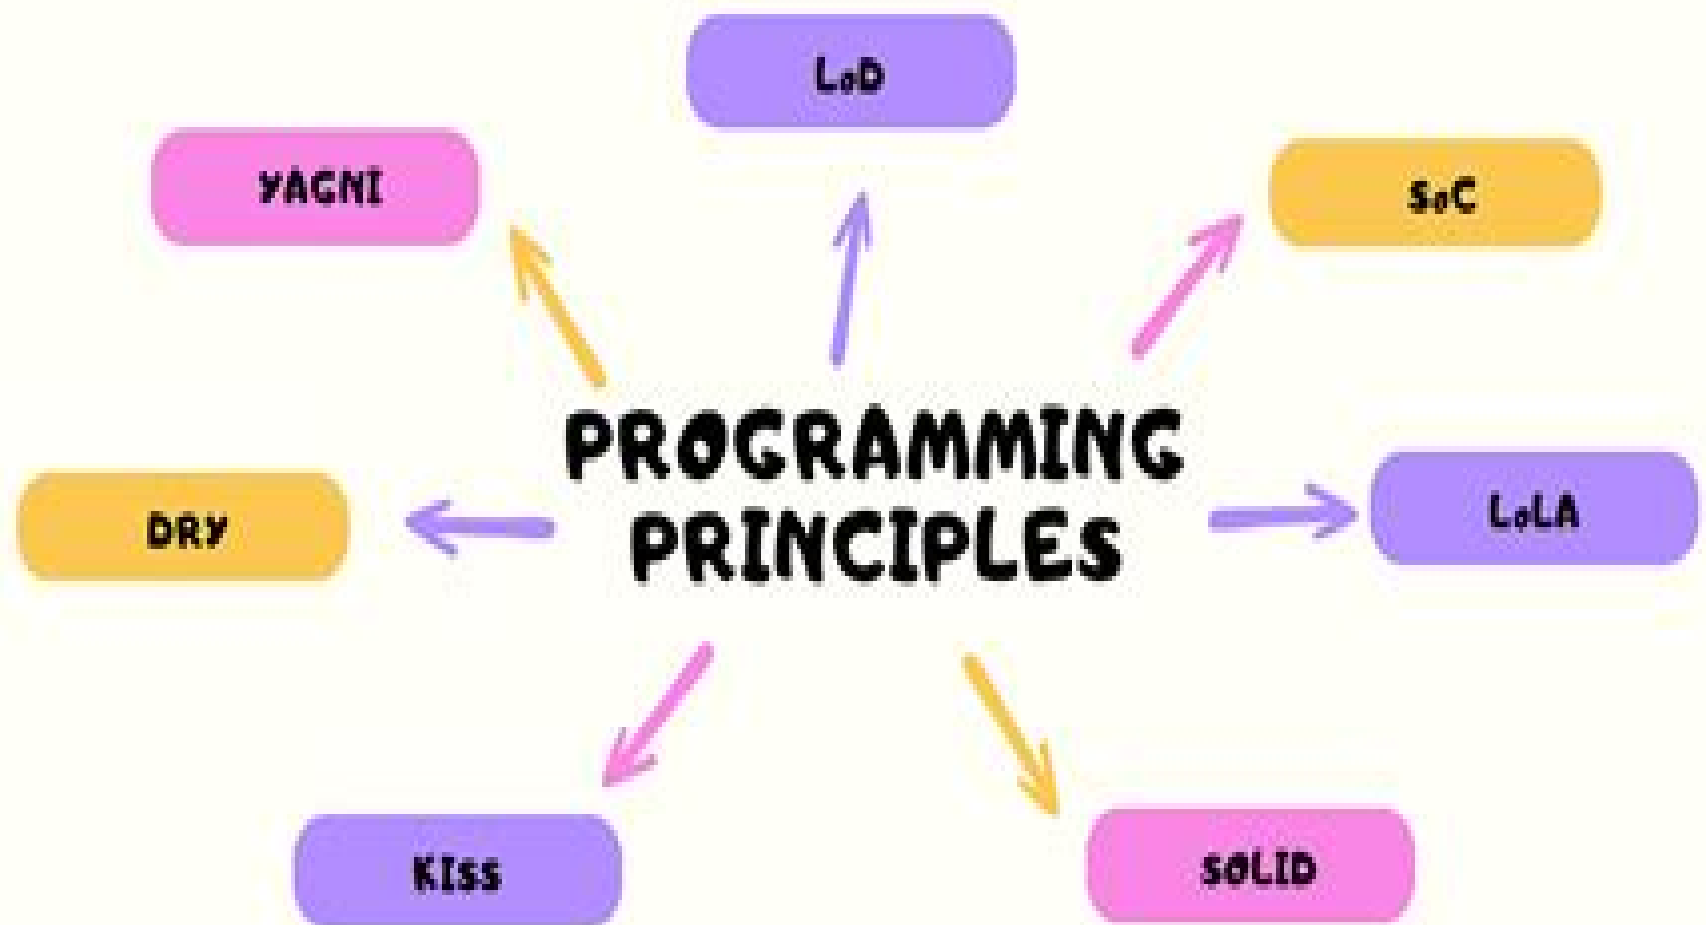 LoD
YAGNI
SoC
PROGRAMMING
PRINCIPLES
DRY
LoLA
KISS
SOLID